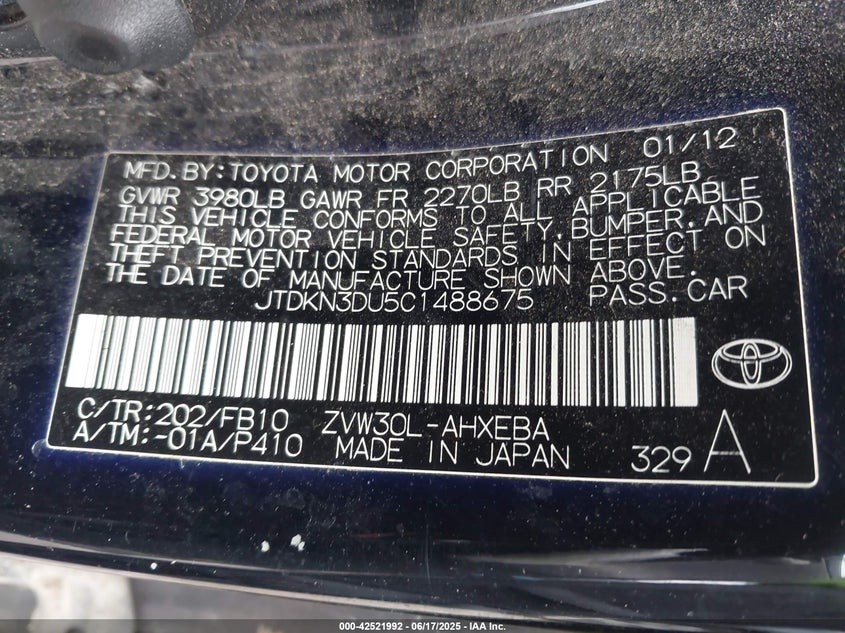 MFD.BY:TOYOTA MOTOR CORPORATION 01/12
GVWR 3980LB GAWR FR 2270LB RR 2175LB
THIS VEHICLE CONFORMS TO ALL APPLICABLE
FEDERAL MOTOR VEHICLE SAFETY,BUMPER,AND
THEFT PREVENTION STANDARDS IN EFFECT ON
THE DATE OF MANUFACTURE SHOWN ABOVE.
JTDKN3DU5C1488675 PASS.CAR
C/TR:202/FB10 ZVW30L-AHXEBA
A/TM:-01A/P410 MADE IN JAPAN 329 A
000-42521992 - 06/17/2025 - IAA Inc.